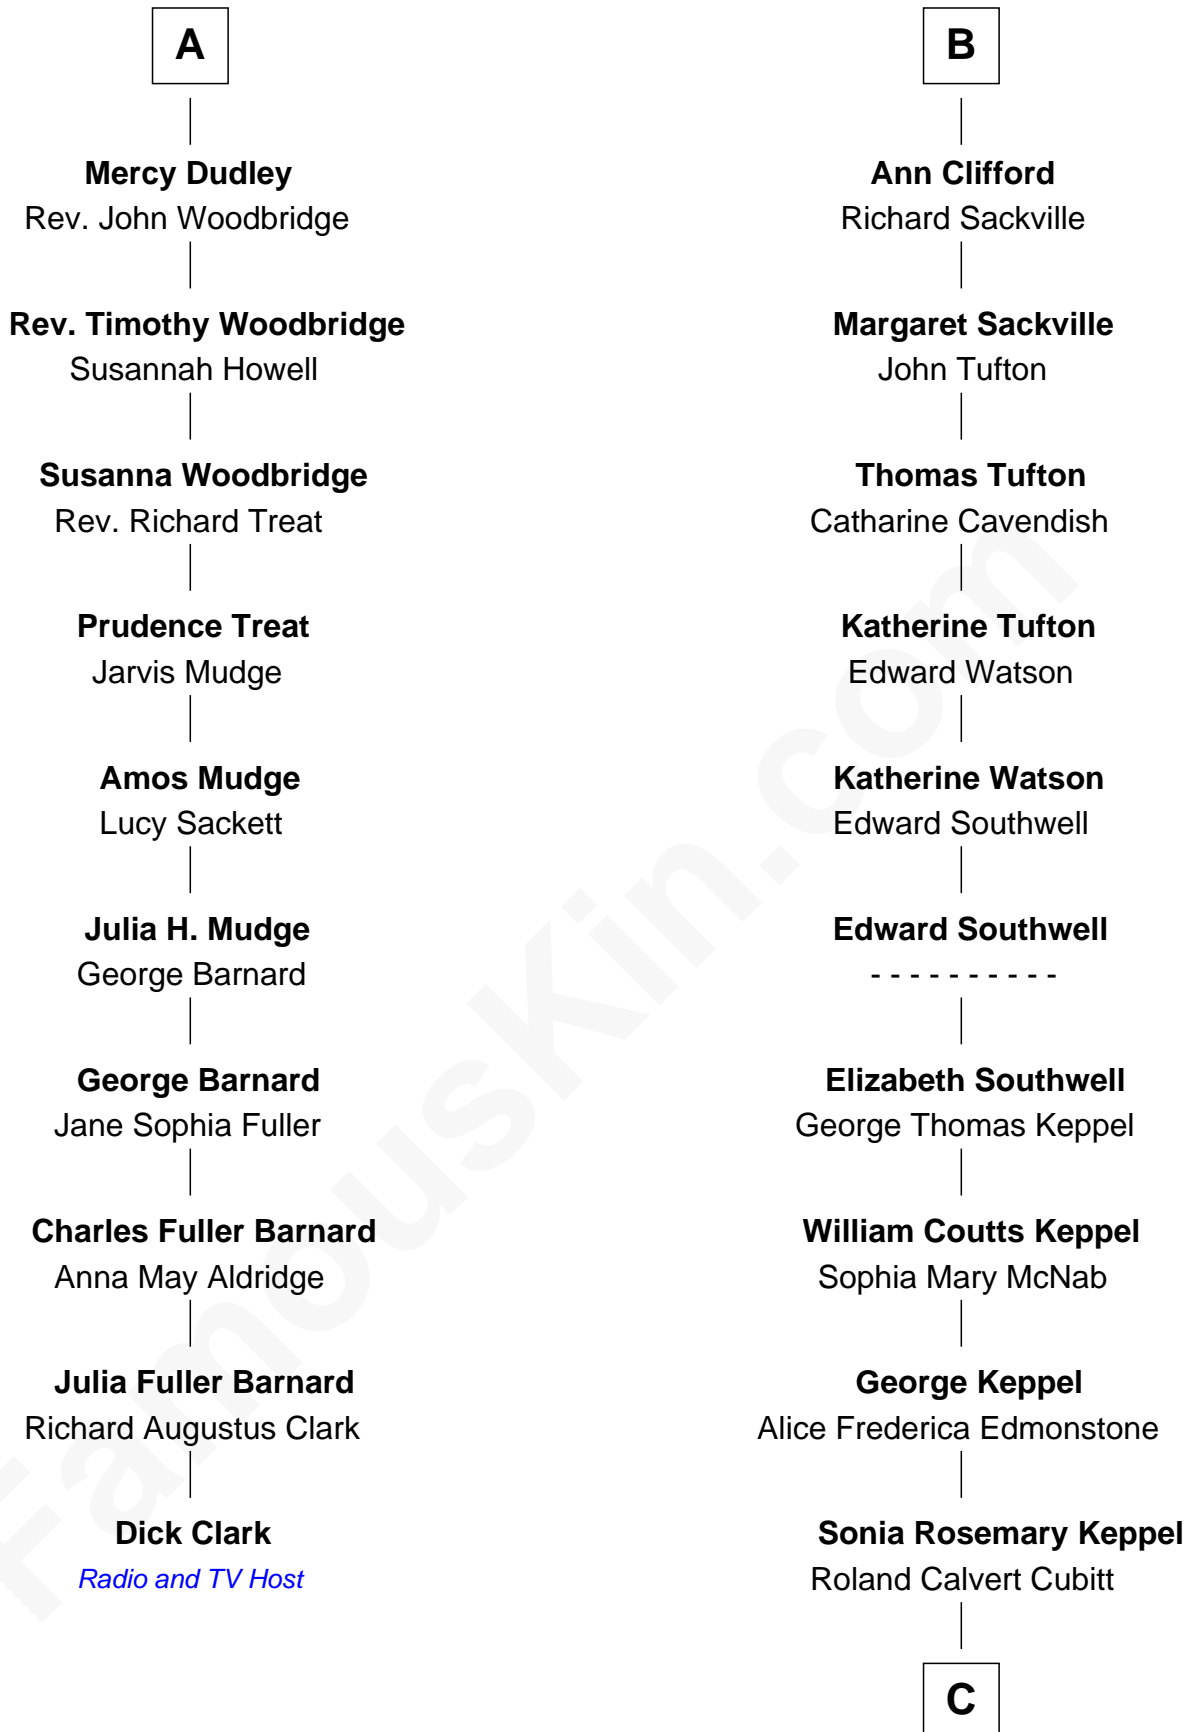 A
Mercy Dudley
Rev. John Woodbridge
Rev. Timothy Woodbridge
Susannah Howell
Susanna Woodbridge
Rev. Richard Treat
Prudence Treat
Jarvis Mudge
Amos Mudge
Lucy Sackett
Julia H. Mudge
George Barnard
George Barnard
Jane Sophia Fuller
Charles Fuller Barnard
Anna May Aldridge
Julia Fuller Barnard
Richard Augustus Clark
Dick Clark
Radio and TV Host
B
Ann Clifford
Richard Sackville
Margaret Sackville
John Tufton
Thomas Tufton
Catharine Cavendish
Katherine Tufton
Edward Watson
Katherine Watson
Edward Southwell
Edward Southwell
- - - - - - - - - -
Elizabeth Southwell
George Thomas Keppel
William Coutts Keppel
Sophia Mary McNab
George Keppel
Alice Frederica Edmonstone
Sonia Rosemary Keppel
Roland Calvert Cubitt
C
FamousKin.com